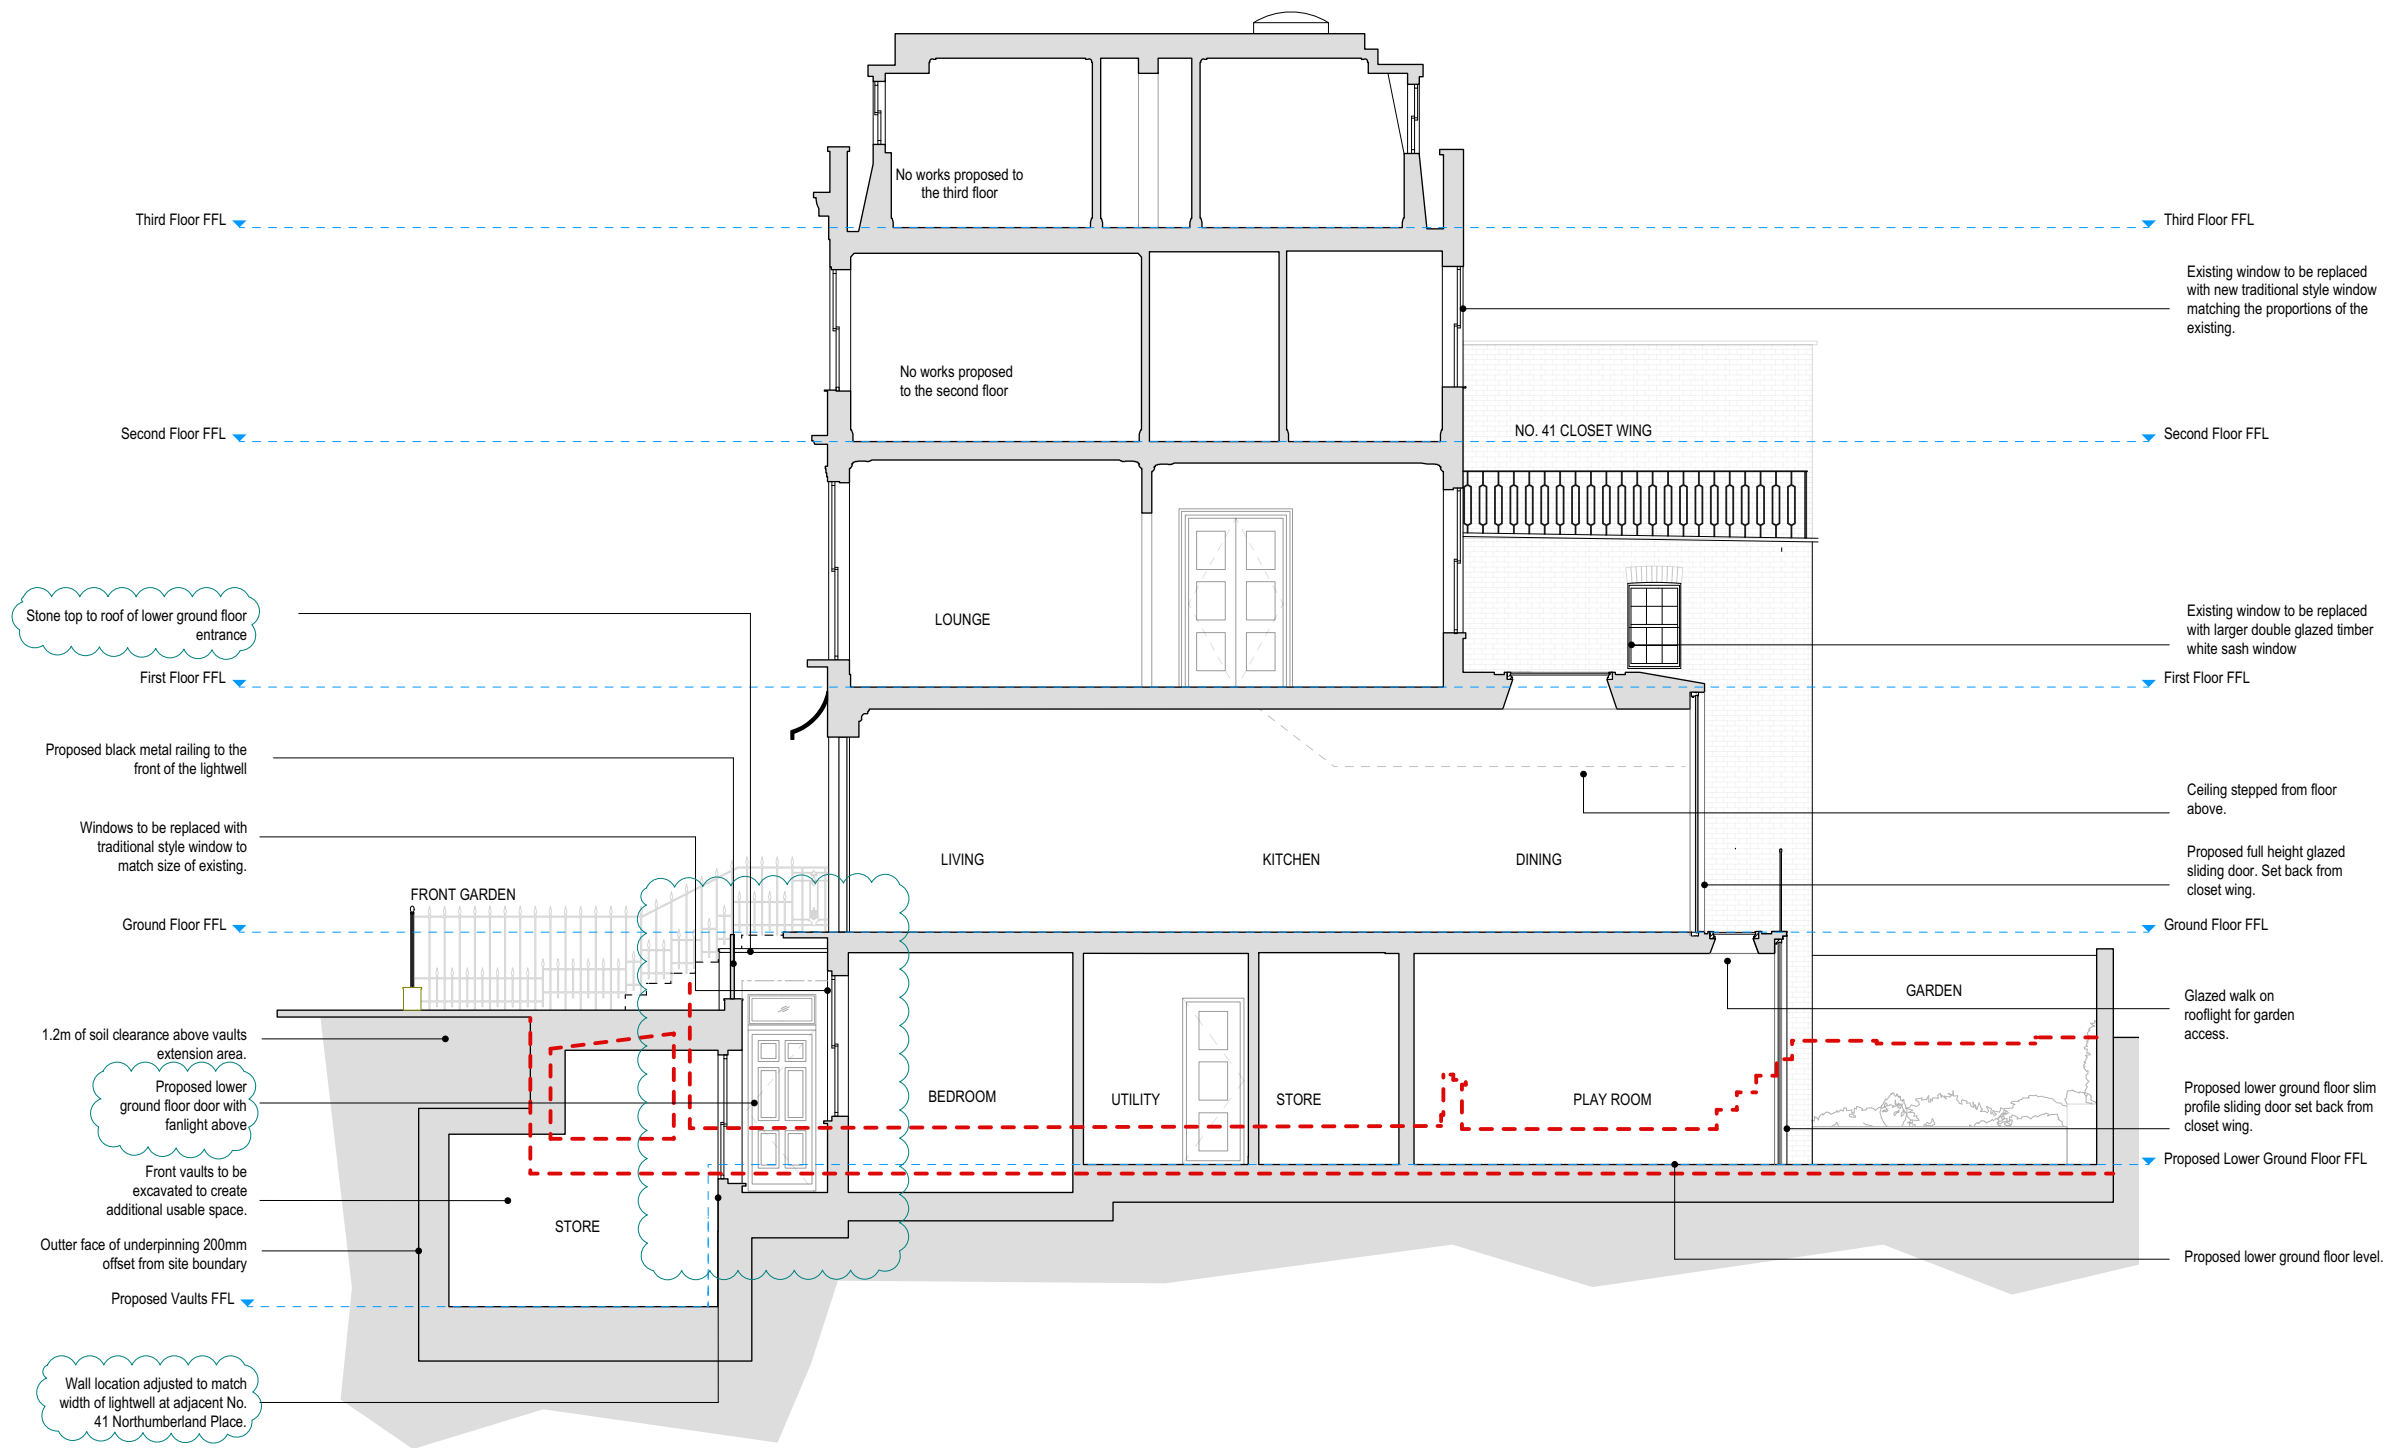 No works proposed to
the third floor
Third Floor FFL
Third Floor FFL
Existing window to be replaced
with new traditional style window
matching the proportions of the
existing.
No works proposed
to the second floor
Second Floor FFL
NO. 41 CLOSET WING
Second Floor FFL
Stone top to roof of lower ground floor
entrance
LOUNGE
Existing window to be replaced
with larger double glazed timber
white sash window
First Floor FFL
First Floor FFL
Proposed black metal railing to the
front of the lightwell
Ceiling stepped from floor
above.
Windows to be replaced with
traditional style window to
match size of existing.
LIVING
KITCHEN
DINING
Proposed full height glazed
sliding door. Set back from
closet wing.
FRONT GARDEN
Ground Floor FFL
Ground Floor FFL
GARDEN
Glazed walk on
rooflight for garden
access.
1.2m of soil clearance above vaults
extension area.
Proposed lower
ground floor door with
fanlight above
BEDROOM
UTILITY
STORE
PLAY ROOM
Proposed lower ground floor slim
profile sliding door set back from
closet wing.
Proposed Lower Ground Floor FFL
Front vaults to be
excavated to create
additional usable space.
STORE
Outter face of underpinning 200mm
offset from site boundary
Proposed lower ground floor level.
Proposed Vaults FFL
Wall location adjusted to match
width of lightwell at adjacent No.
41 Northumberland Place.